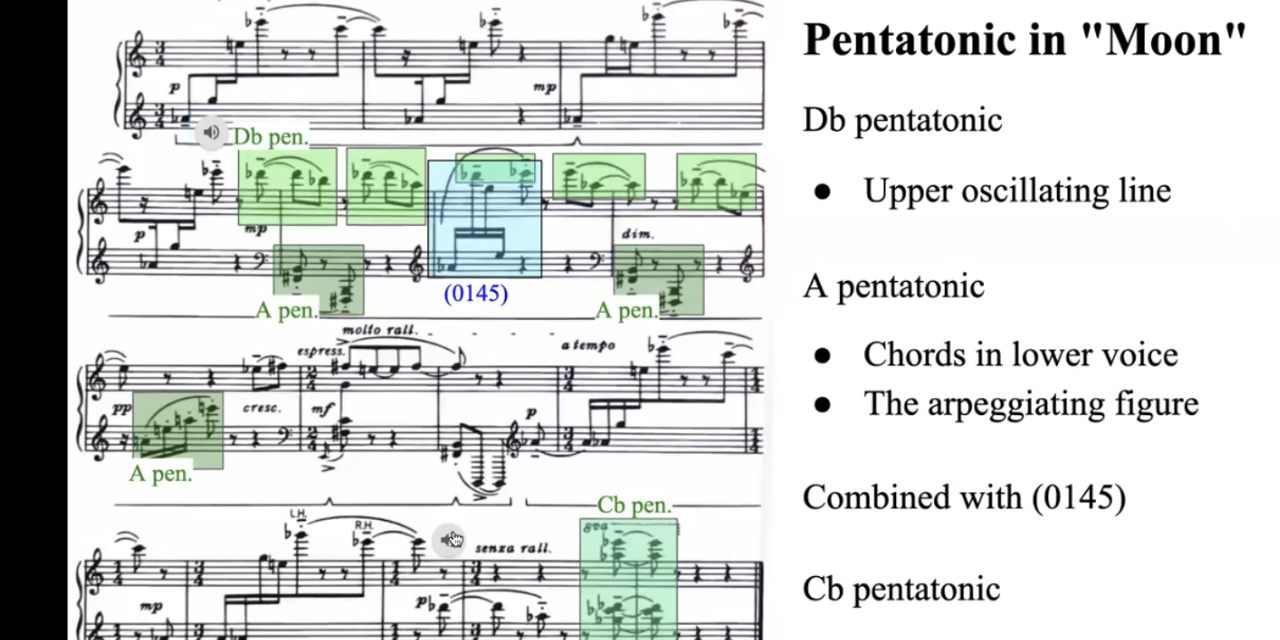 Pentatonic in "Moon"
Db pentatonic
● Upper oscillating line
A pentatonic
● Chords in lower voice
● The arpeggiating figure
Combined with (0145)
Cb pentatonic
p
mp
Db pen.
p
mp
dim.
(0145)
A pen.
A pen.
molto rall.
espress.
a tempo
pp
cresc.
mf
p
A pen.
Cb pen.
L.H.
R.H.
8va
senza rall.
mp
p